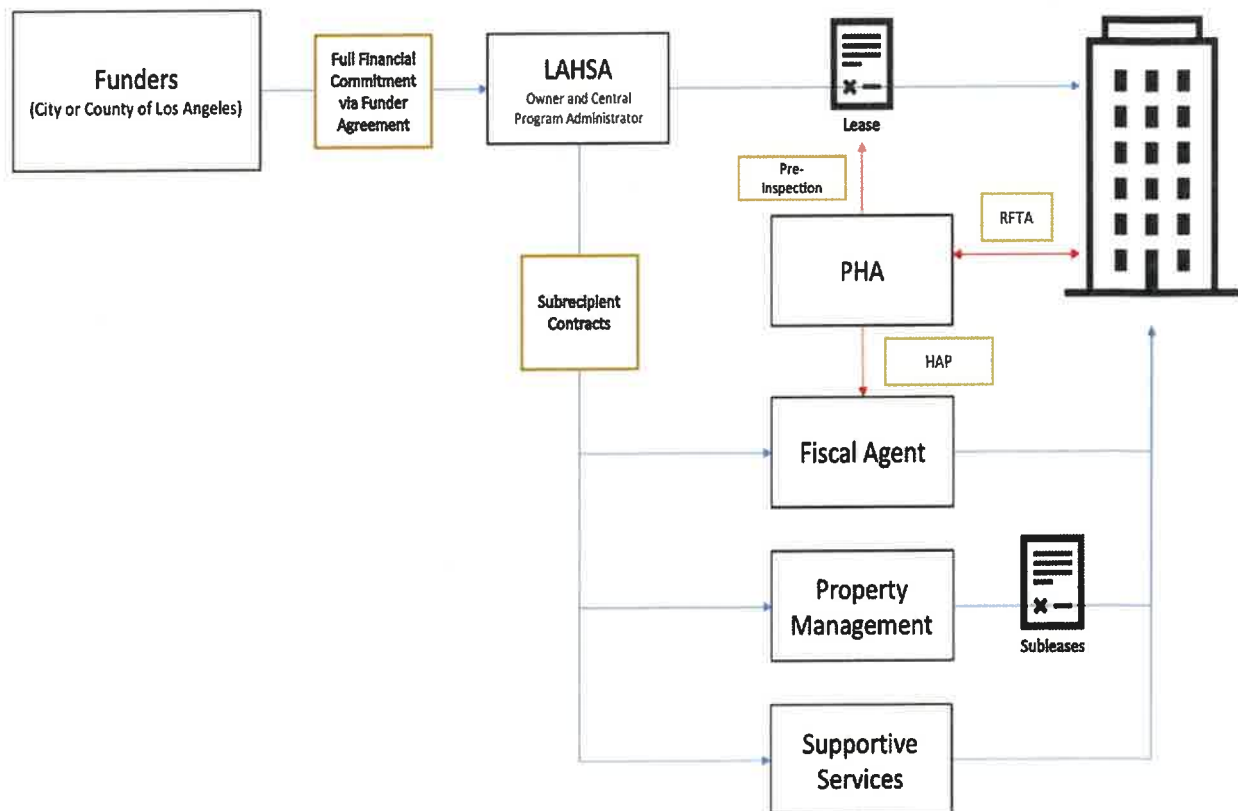 Funders
(City or County of Los Angeles)
Full Financial
Commitment
via Funder
Agreement
LAHSA
Owner and Central
Program Administrator
Lease
Pre-
Inspection
RFTA
PHA
Subrecipient
Contracts
HAP
Fiscal Agent
Property
Management
Subleases
Supportive
Services